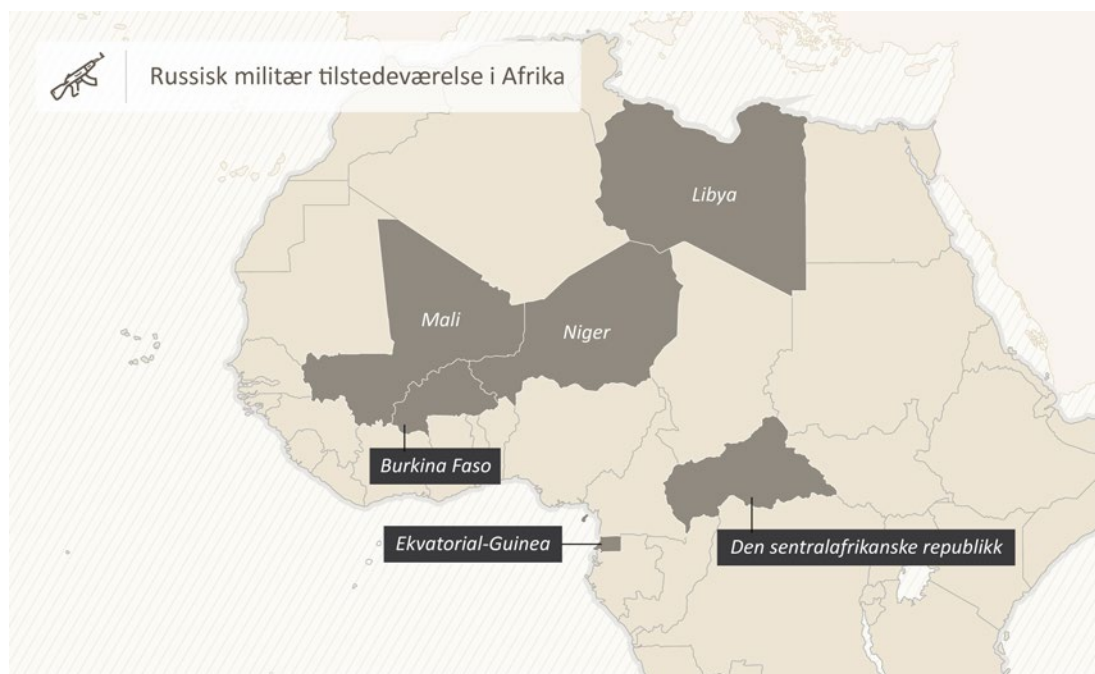 Russisk militær tilstedeværelse i Afrika
Libya
Mali
Niger
Burkina Faso
Ekvatorial-Guinea
Den sentralafrikanske republikk